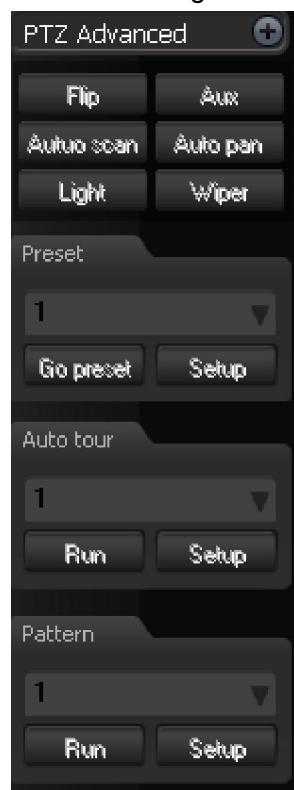 PTZ Advanced
Flip Aux
Autuo scan Auto pan
Light Wiper
Preset
1
Go preset Setup
Auto tour
1
Run Setup
Pattern
1
Run Setup